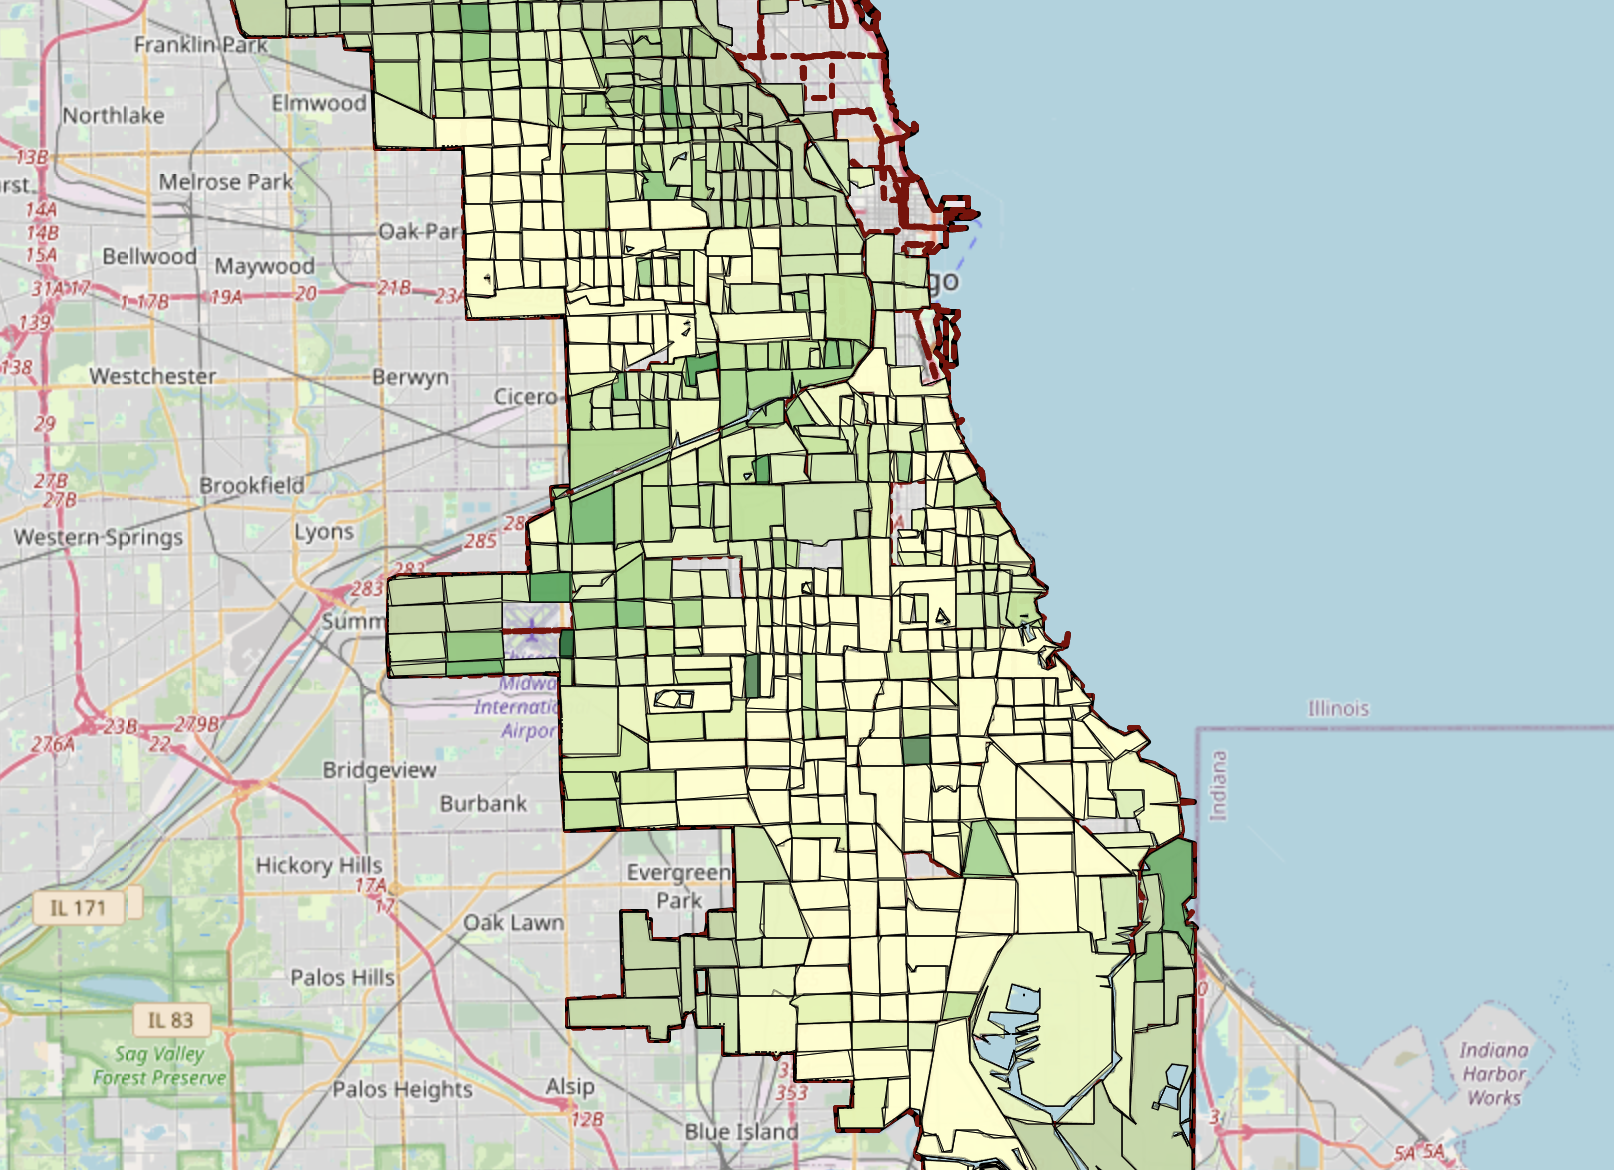 Franklin Park
Elmwood
Northlake
13B
Melrose Park
14A
14B
15A
Oak Par
Bellwood
Maywood
31A
17
1
17B
19A
20
21B
23A
go
139
138
Westchester
Berwyn
Cicero
29
27B
27B
Brookfield
Western Springs
Lyons
285
283
283
Summ
Midwa
Internatio
Airpor
23B
279B
276A
22
Illinois
Indiana
Bridgeview
Burbank
Hickory Hills
17A
17
Evergreen
Park
IL 171
Oak Lawn
Palos Hills
0
IL 83
Sag Valley
Forest Preserve
Indiana
Harbor
Works
Palos Heights
Alsip
353
12B
Blue Island
3
5A
5A